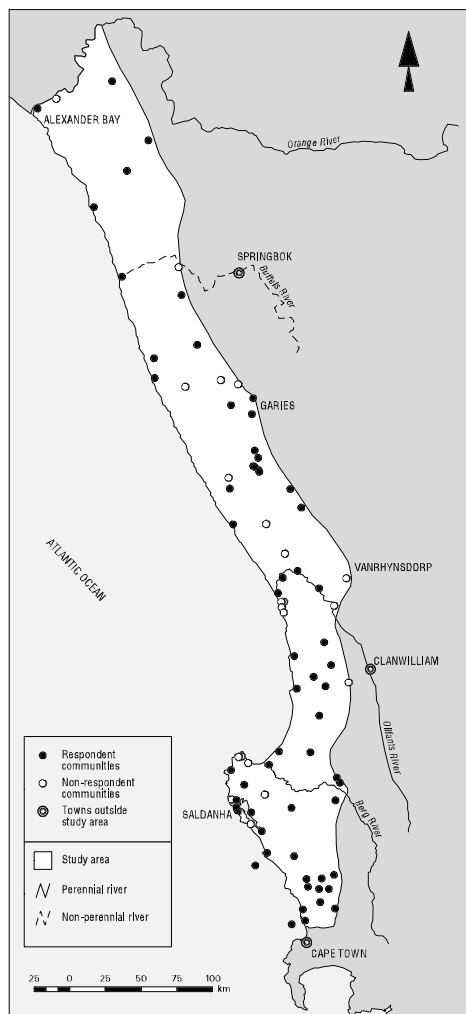 ALEXANDER BAY
Orange River
SPRINGBOK
Buffels River
GARIES
ATLANTIC OCEAN
VANRHYNSDORP
CLANWILLIAM
Olifants River
Respondent
communities
Non-respondent
communities
Towns outside
study area
Study area
Perennial river
Non-perennial river
SALDANHA
Berg River
CAPE TOWN
25 0 25 50 75 100
km